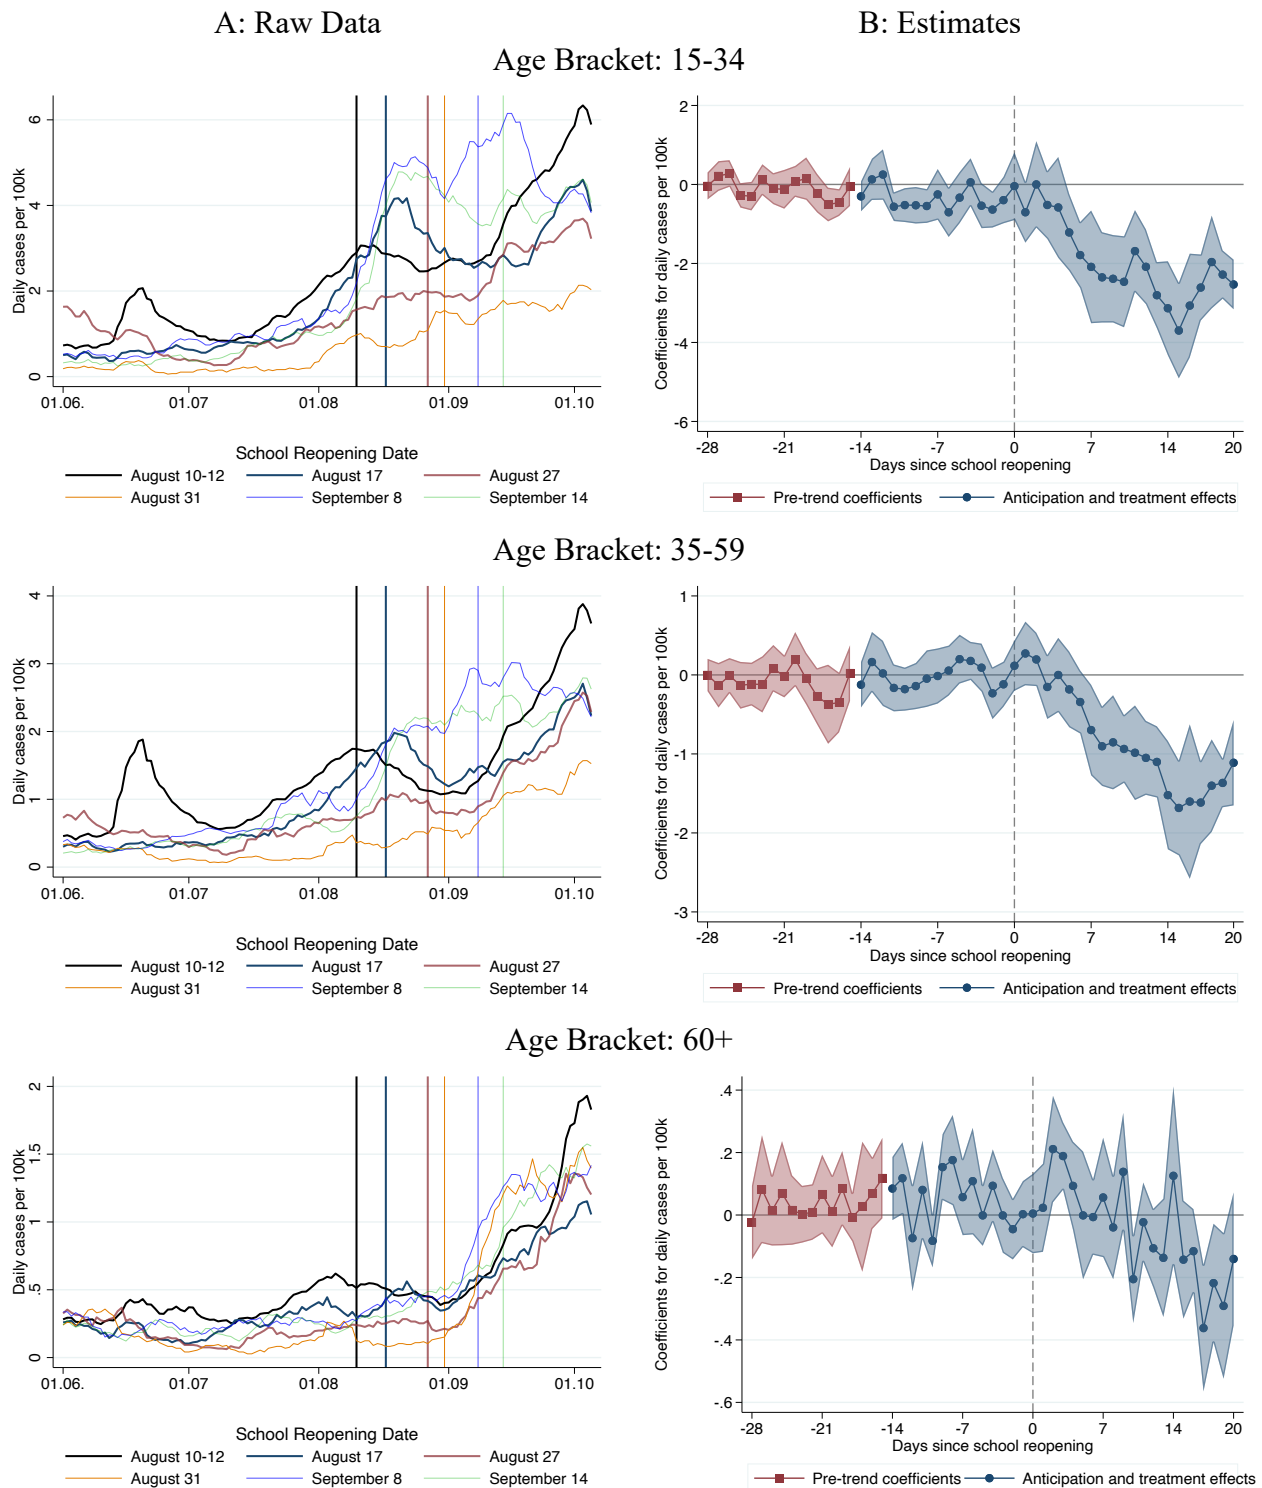 A: Raw Data
B: Estimates
Age Bracket: 15-34
Daily cases per 100k
6
4
2
0
01.06.
01.07
01.08
01.09
01.10
School Reopening Date
August 10-12
August 17
August 27
August 31
September 8
September 14
Coefficients for daily cases per 100k
2
0
-2
-4
-6
-28
-21
-14
-7
0
7
14
20
Days since school reopening
Pre-trend coefficients
Anticipation and treatment effects
Age Bracket: 35-59
Daily cases per 100k
4
3
2
1
0
01.06.
01.07
01.08
01.09
01.10
School Reopening Date
August 10-12
August 17
August 27
August 31
September 8
September 14
Coefficients for daily cases per 100k
1
0
-1
-2
-3
-28
-21
-14
-7
0
7
14
20
Days since school reopening
Pre-trend coefficients
Anticipation and treatment effects
Age Bracket: 60+
Daily cases per 100k
2
1.5
1
.5
0
01.06.
01.07
01.08
01.09
01.10
School Reopening Date
August 10-12
August 17
August 27
August 31
September 8
September 14
Coefficients for daily cases per 100k
.4
.2
0
-.2
-.4
-.6
-28
-21
-14
-7
0
7
14
20
Days since school reopening
Pre-trend coefficients
Anticipation and treatment effects